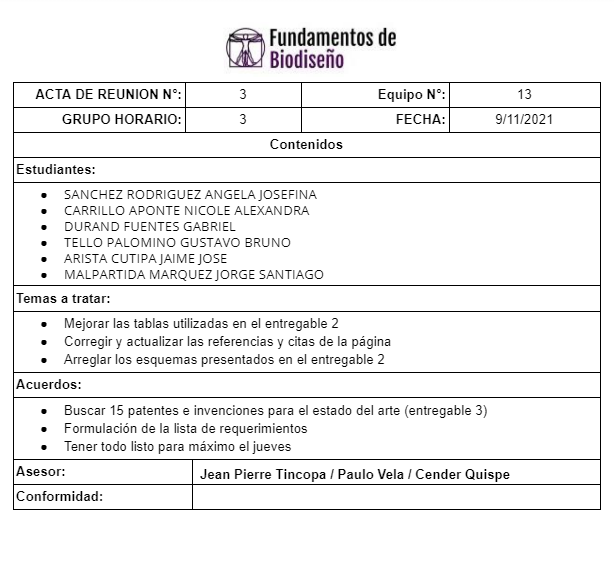 Fundamentos de
Biodiseño
ACTA DE REUNION N°: 3 Equipo N°: 13
GRUPO HORARIO: 3 FECHA: 9/11/2021
Contenidos
Estudiantes:
● SANCHEZ RODRIGUEZ ANGELA JOSEFINA
● CARRILLO APONTE NICOLE ALEXANDRA
● DURAND FUENTES GABRIEL
● TELLO PALOMINO GUSTAVO BRUNO
● ARISTA CUTIPA JAIME JOSE
● MALPARTIDA MARQUEZ JORGE SANTIAGO
Temas a tratar:
● Mejorar las tablas utilizadas en el entregable 2
● Corregir y actualizar las referencias y citas de la página
● Arreglar los esquemas presentados en el entregable 2
Acuerdos:
● Buscar 15 patentes e invenciones para el estado del arte (entregable 3)
● Formulación de la lista de requerimientos
● Tener todo listo para máximo el jueves
Asesor: Jean Pierre Tincopa / Paulo Vela / Cender Quispe
Conformidad: